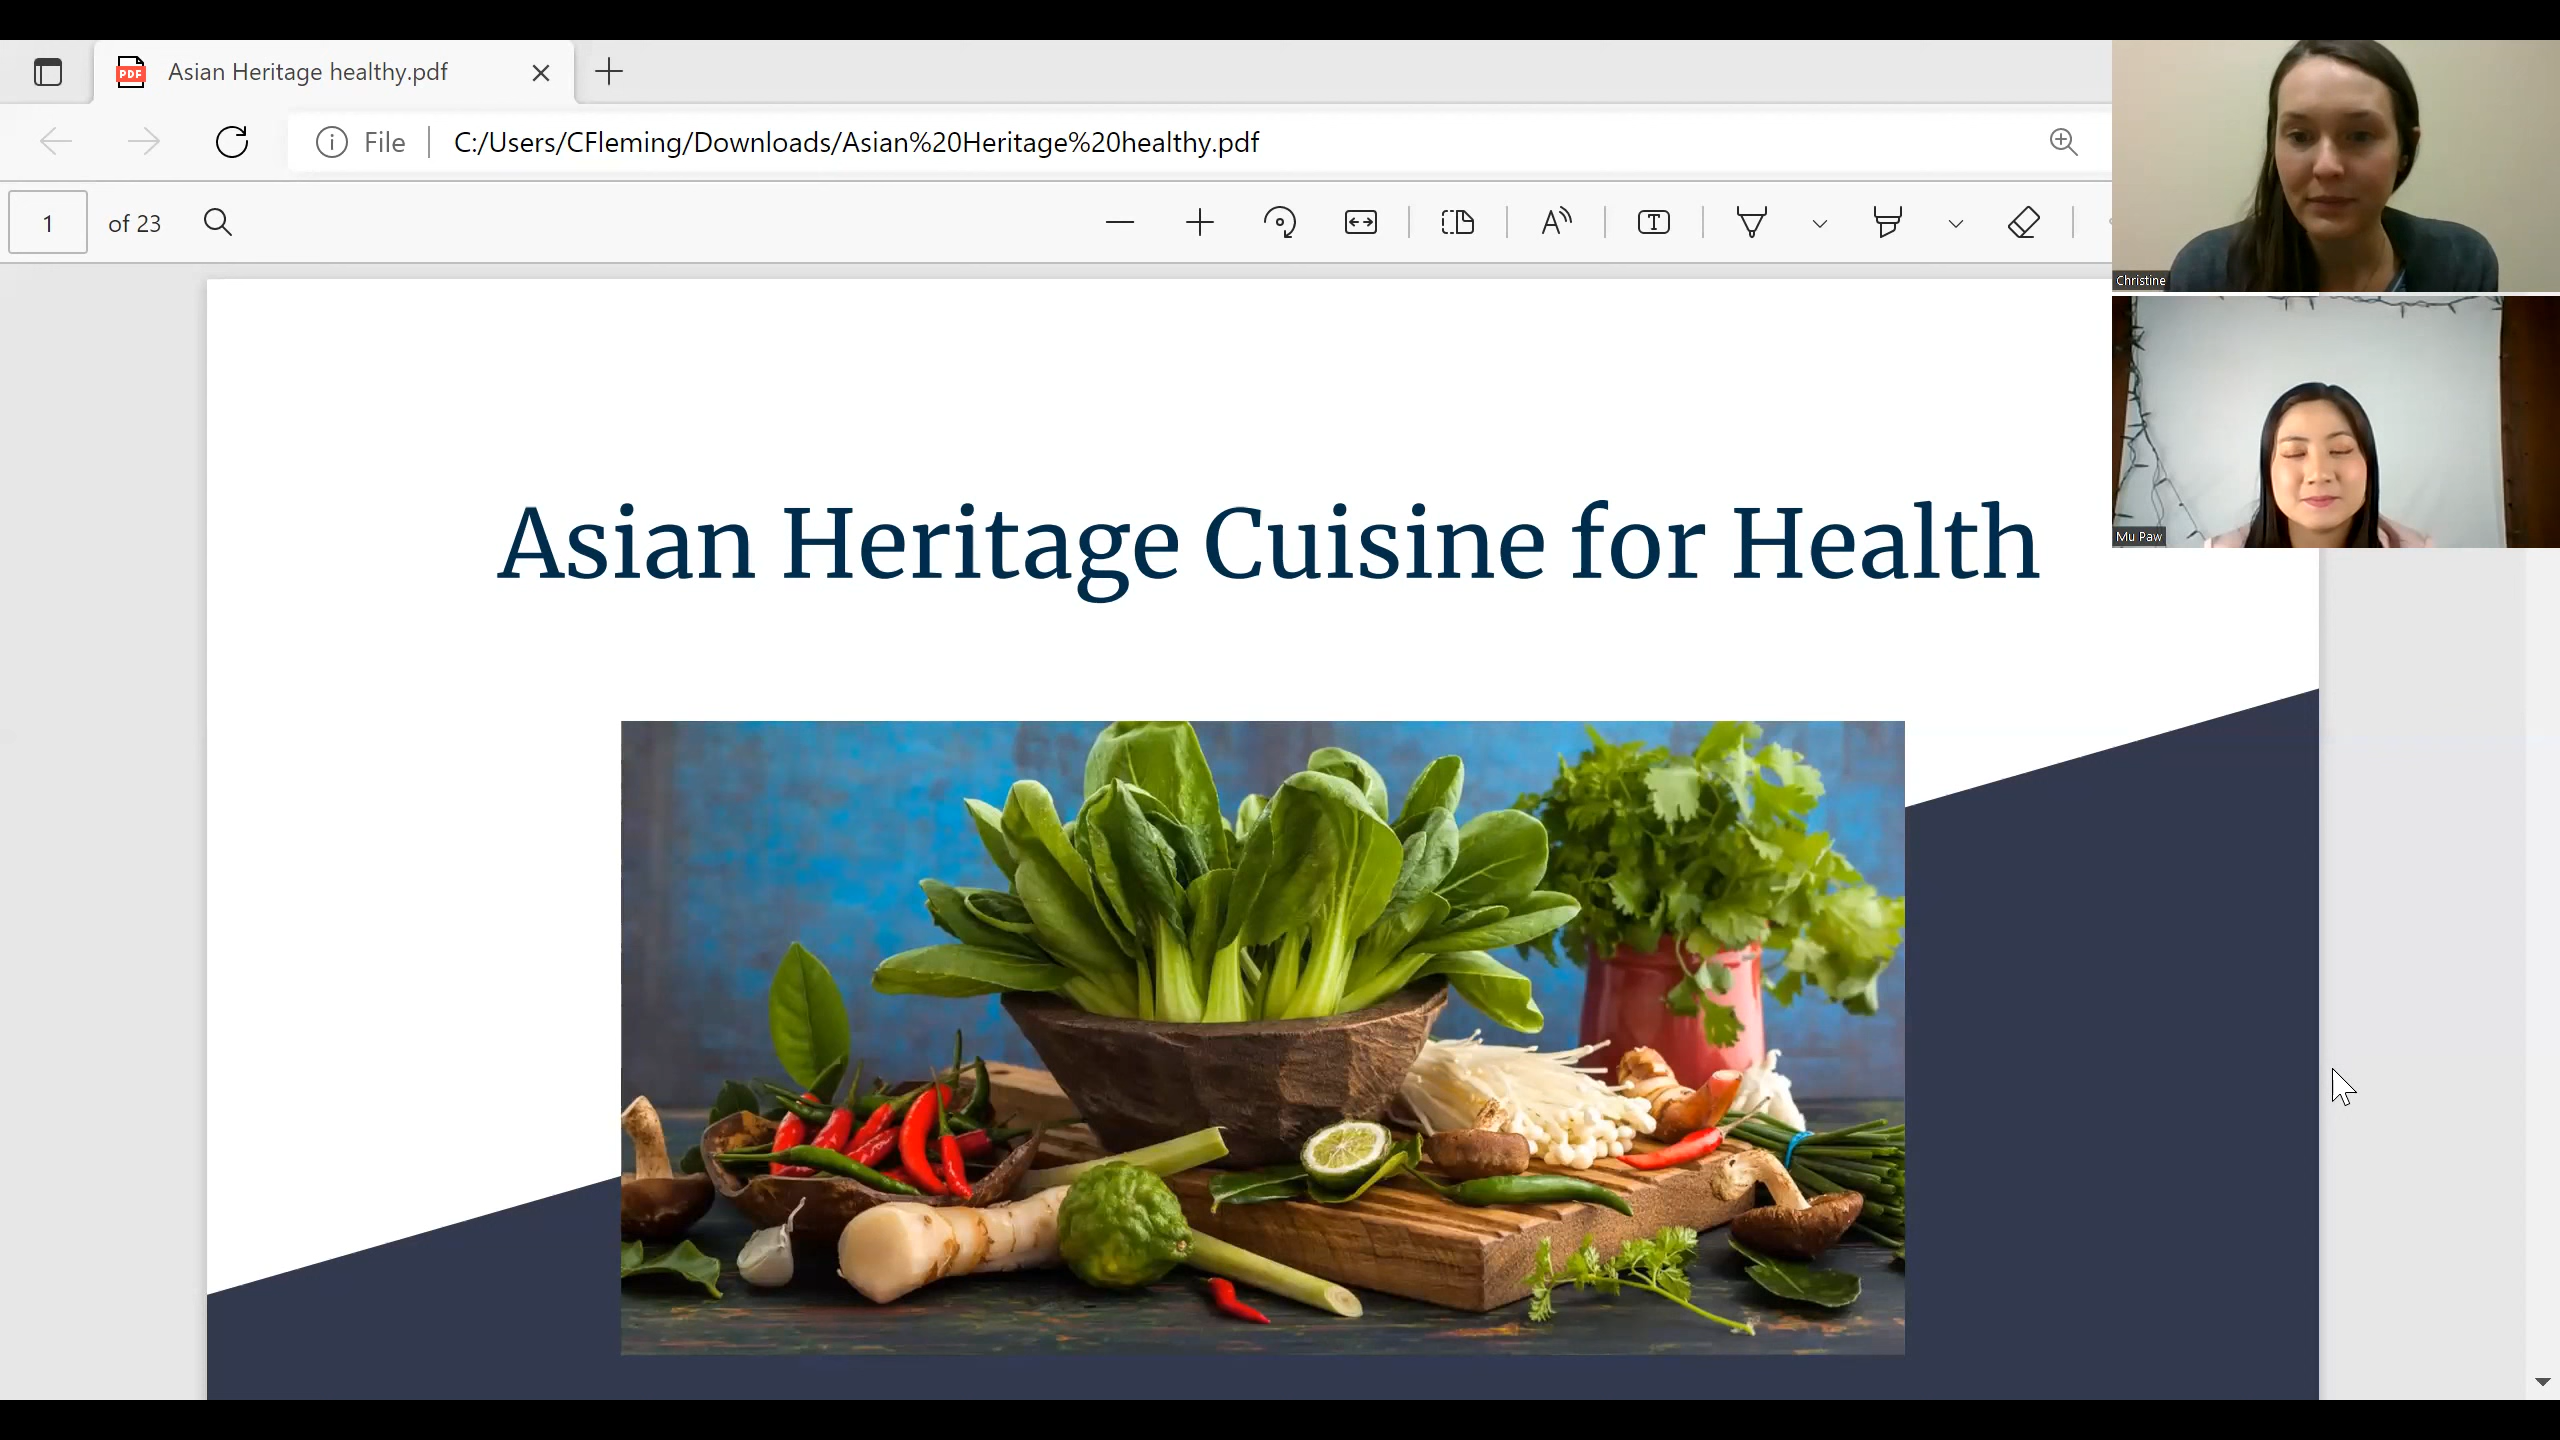 Asian Heritage healthy.pdf
File
C:/Users/CFleming/Downloads/Asian%20Heritage%20healthy.pdf
1 of 23
Christine
Mu Paw
Asian Heritage Cuisine for Health